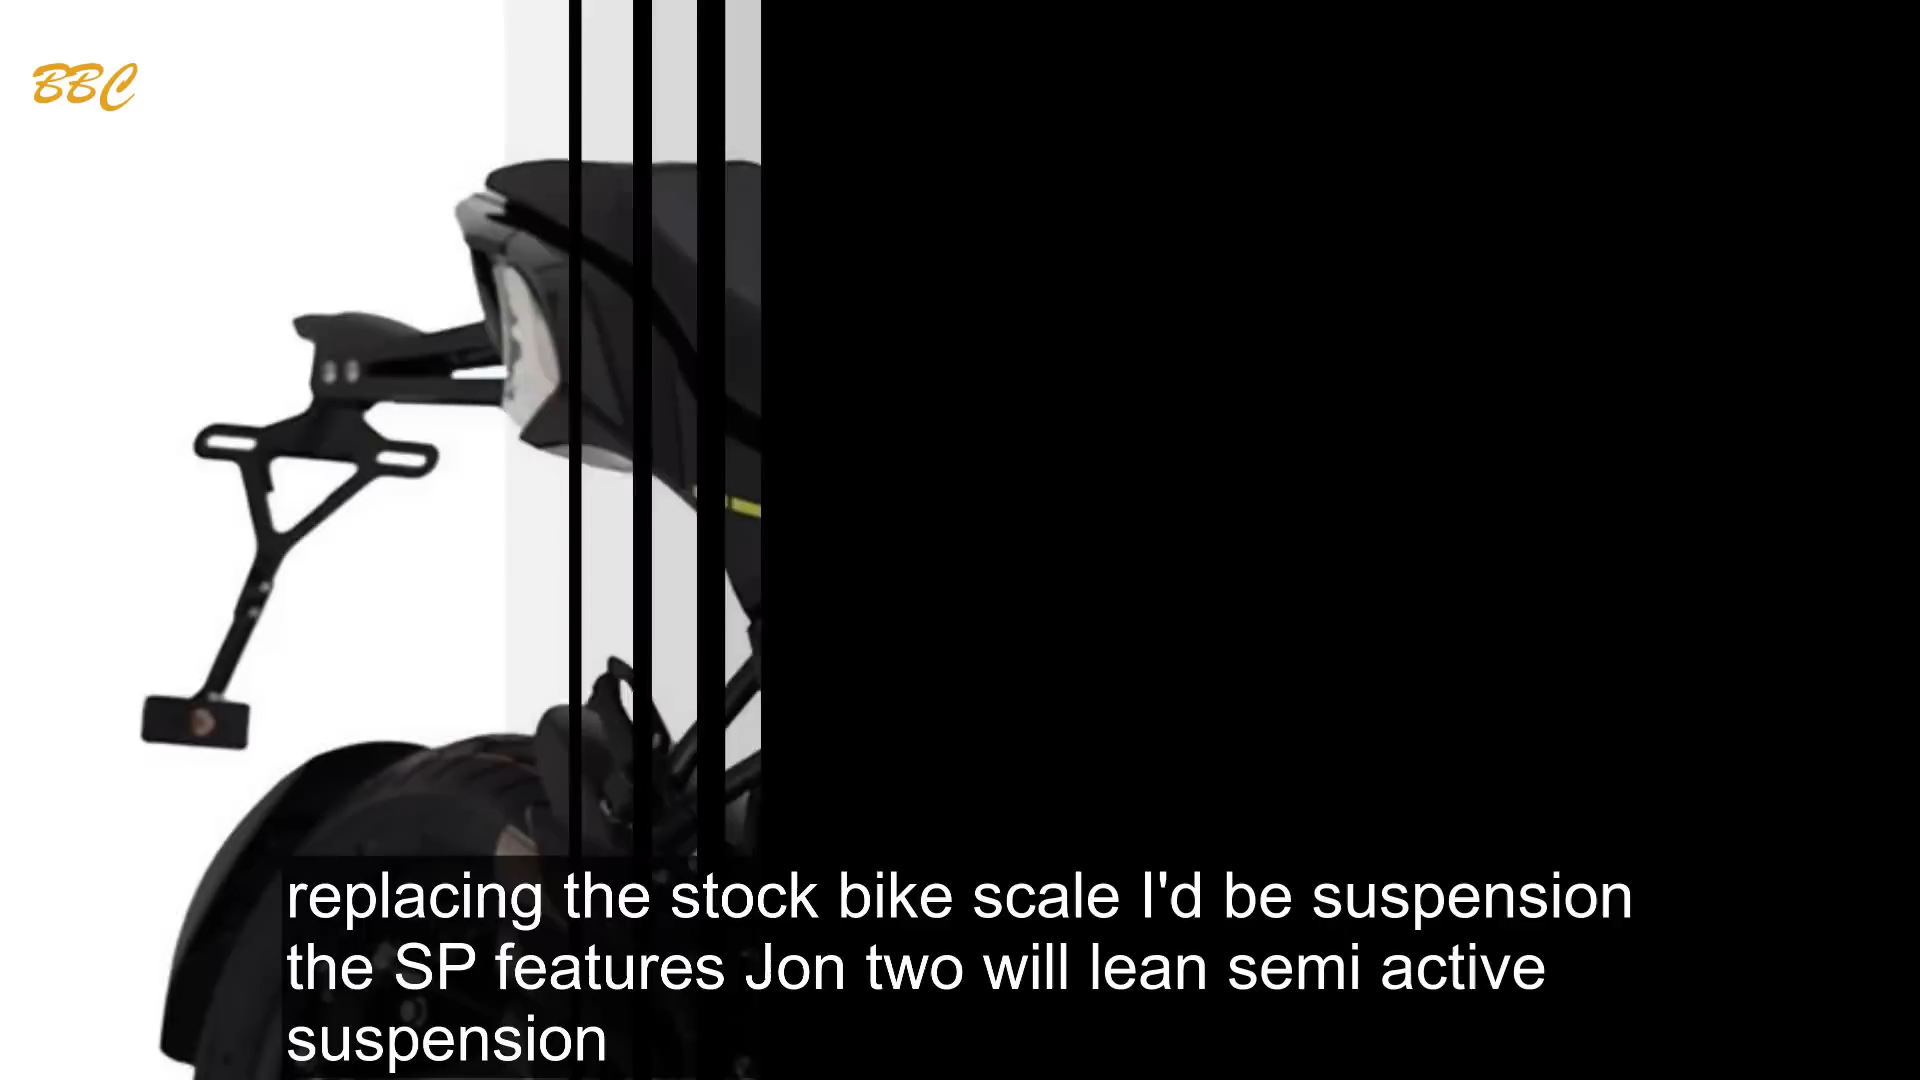 BBC
replacing the stock bike scale I'd be suspension
the SP features Jon two will lean semi active
suspension